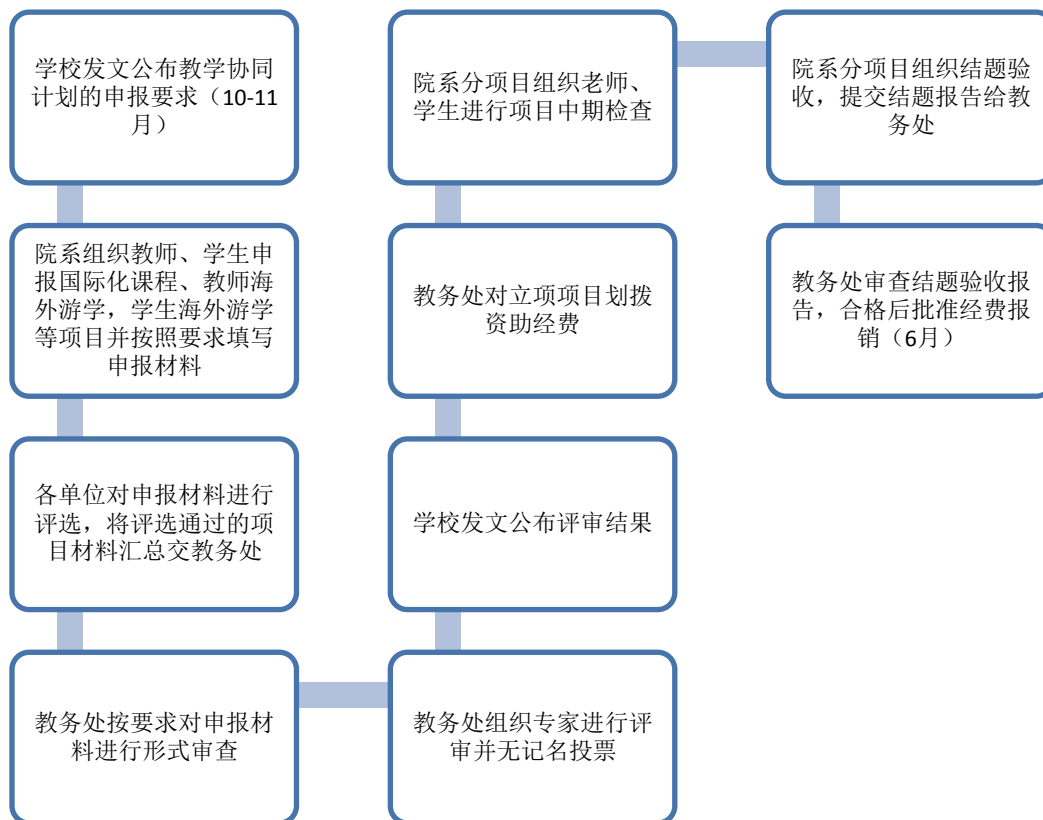 学校发文公布教学协同
计划的申报要求（10-11
月）
院系组织教师、学生申
报国际化课程、教师海
外游学，学生海外游学
等项目并按照要求填写
申报材料
各单位对申报材料进行
评选，将评选通过的项
目材料汇总交教务处
教务处按要求对申报材
料进行形式审查
教务处组织专家进行评
审并无记名投票
学校发文公布评审结果
教务处对立项项目划拨
资助经费
院系分项目组织老师、
学生进行项目中期检查
院系分项目组织结题验
收，提交结题报告给教
务处
教务处审查结题验收报
告，合格后批准经费报
销（6月）